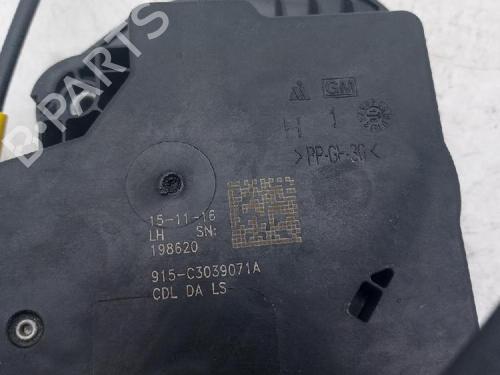 B-PARTS
GM
H 1
>PP-GF-30<
15-11-16
LH SN:
198620
915-C3039071A
CDL DA LS